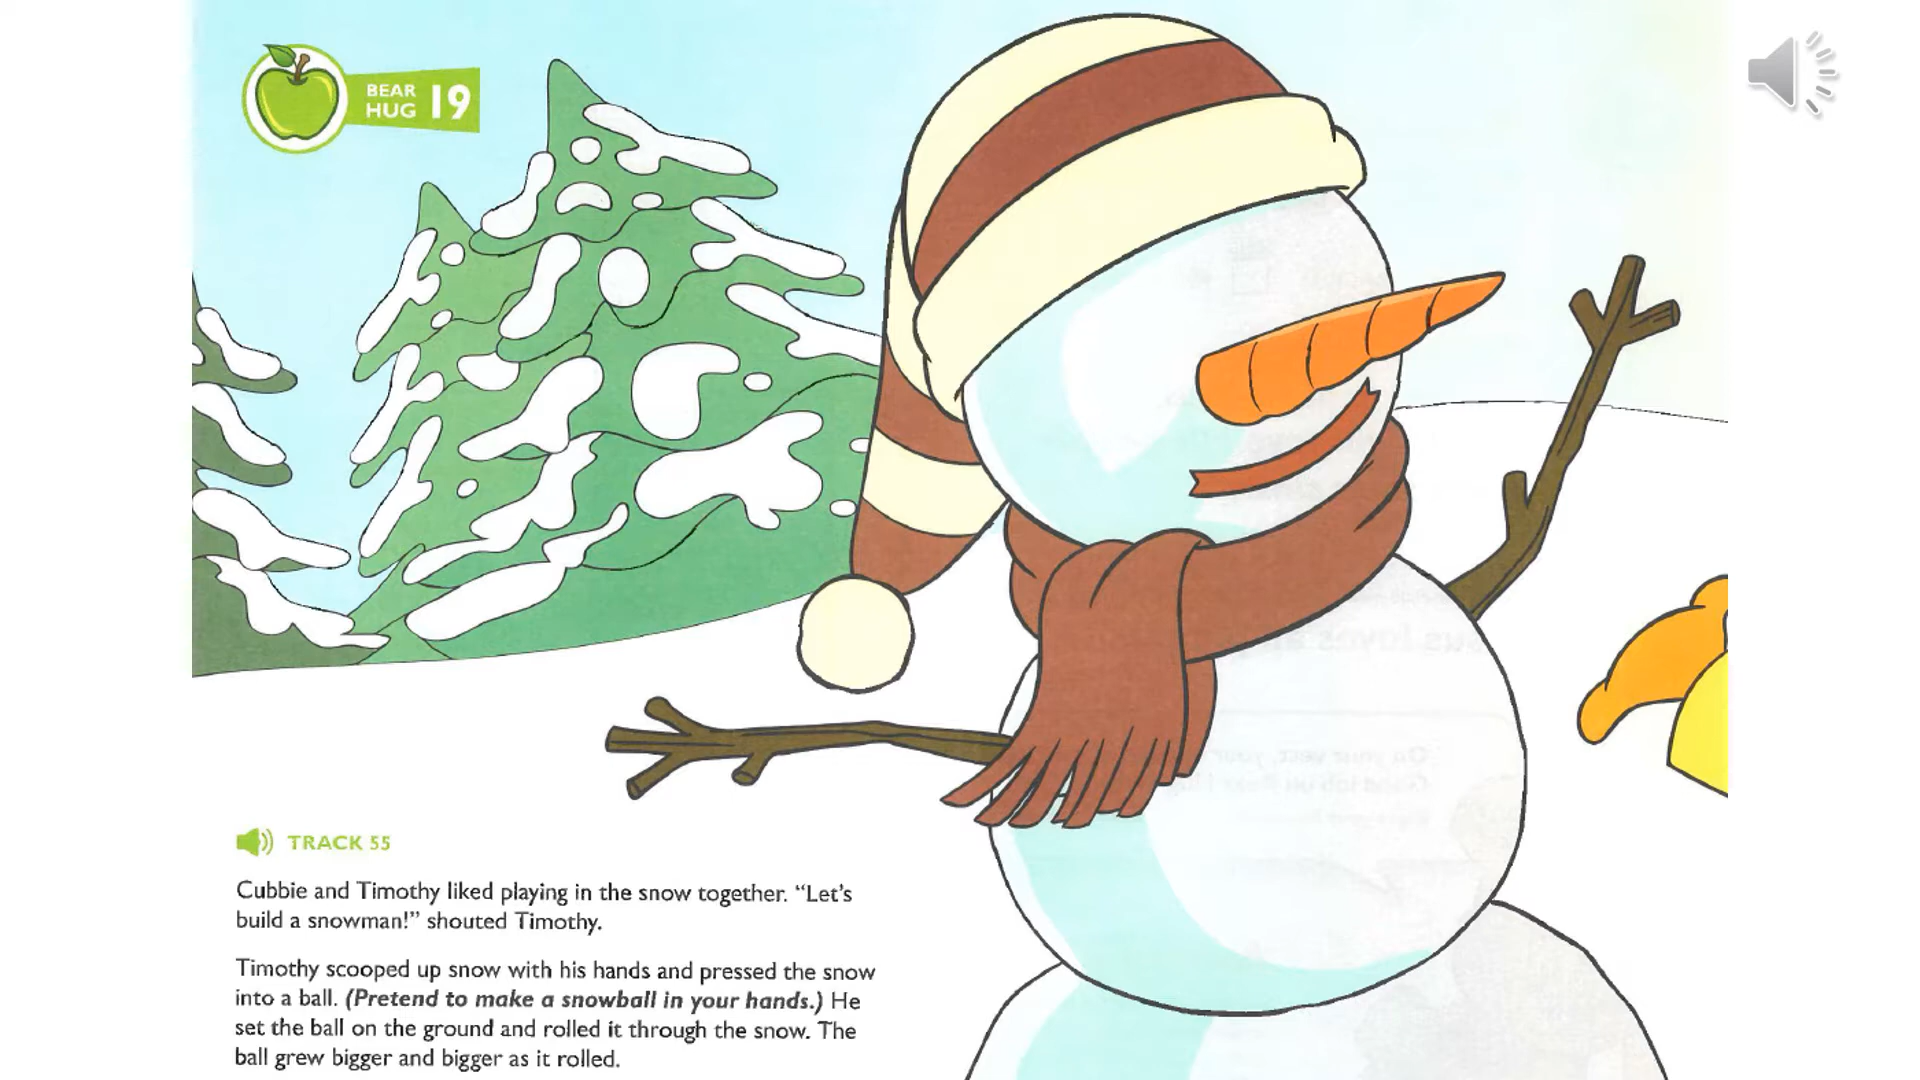 BEAR
HUG 19
TRACK 55
Cubbie and Timothy liked playing in the snow together. “Let’s
build a snowman!” shouted Timothy.
Timothy scooped up snow with his hands and pressed the snow
into a ball. (Pretend to make a snowball in your hands.) He
set the ball on the ground and rolled it through the snow. The
ball grew bigger and bigger as it rolled.